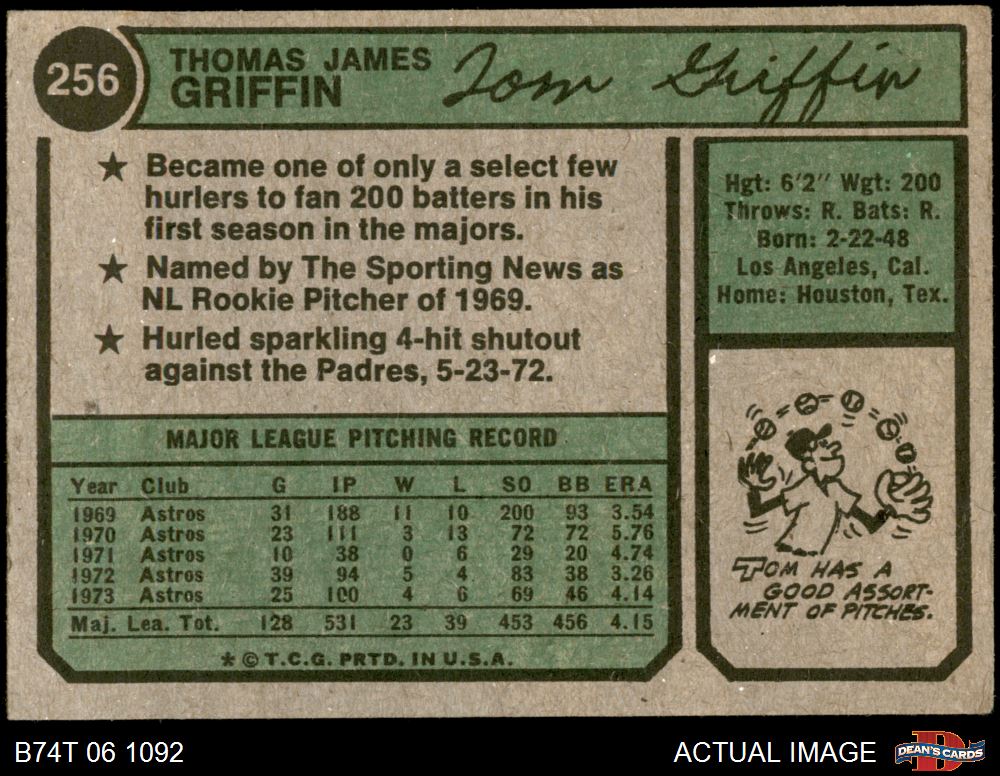 256
THOMAS JAMES
GRIFFIN
Tom Griffin
★ Became one of only a select few
hurlers to fan 200 batters in his
first season in the majors.
★ Named by The Sporting News as
NL Rookie Pitcher of 1969.
★ Hurled sparkling 4-hit shutout
against the Padres, 5-23-72.
MAJOR LEAGUE PITCHING RECORD
Year Club G IP W L SO BB ERA
1969 Astros 31 188 11 10 200 93 3.54
1970 Astros 23 111 3 13 72 72 5.76
1971 Astros 10 38 0 6 29 20 4.74
1972 Astros 39 94 5 4 83 38 3.26
1973 Astros 25 100 4 6 69 46 4.14
Maj. Lea. Tot. 128 531 23 39 453 456 4.15
* © T.C.G. PRTD. IN U.S.A.
Hgt: 6'2" Wgt: 200
Throws: R. Bats: R.
Born: 2-22-48
Los Angeles, Cal.
Home: Houston, Tex.
TOM HAS A
GOOD ASSORT-
MENT OF PITCHES.
B74T 06 1092
ACTUAL IMAGE
DEAN'S CARDS